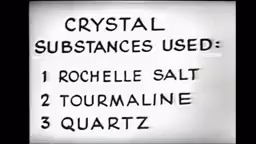 CRYSTAL
SUBSTANCES USED:
1 ROCHELLE SALT
2 TOURMALINE
3 QUARTZ